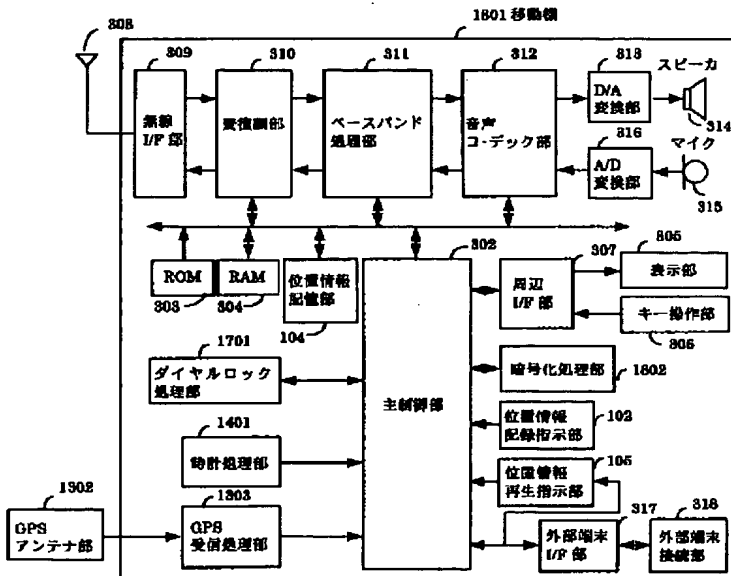 1801 移動機
308
309
310
311
312
313
スピーカ
無線
I/F 部
変復調部
ベースバンド
処理部
音声
コーデック部
D/A
変換部
314
316
A/D
変換部
マイク
315
302
307
305
ROM
RAM
位置情報
記憶部
303
304
104
周辺
I/F部
表示部
キー操作部
306
1701
ダイヤルロック
処理部
主制御部
暗号化処理部
1802
1401
時計処理部
位置情報
記録指示部
102
105
位置情報
再生指示部
1302
GPS
アンテナ部
1303
GPS
受信処理部
317
外部端末
I/F部
318
外部端末
接続部